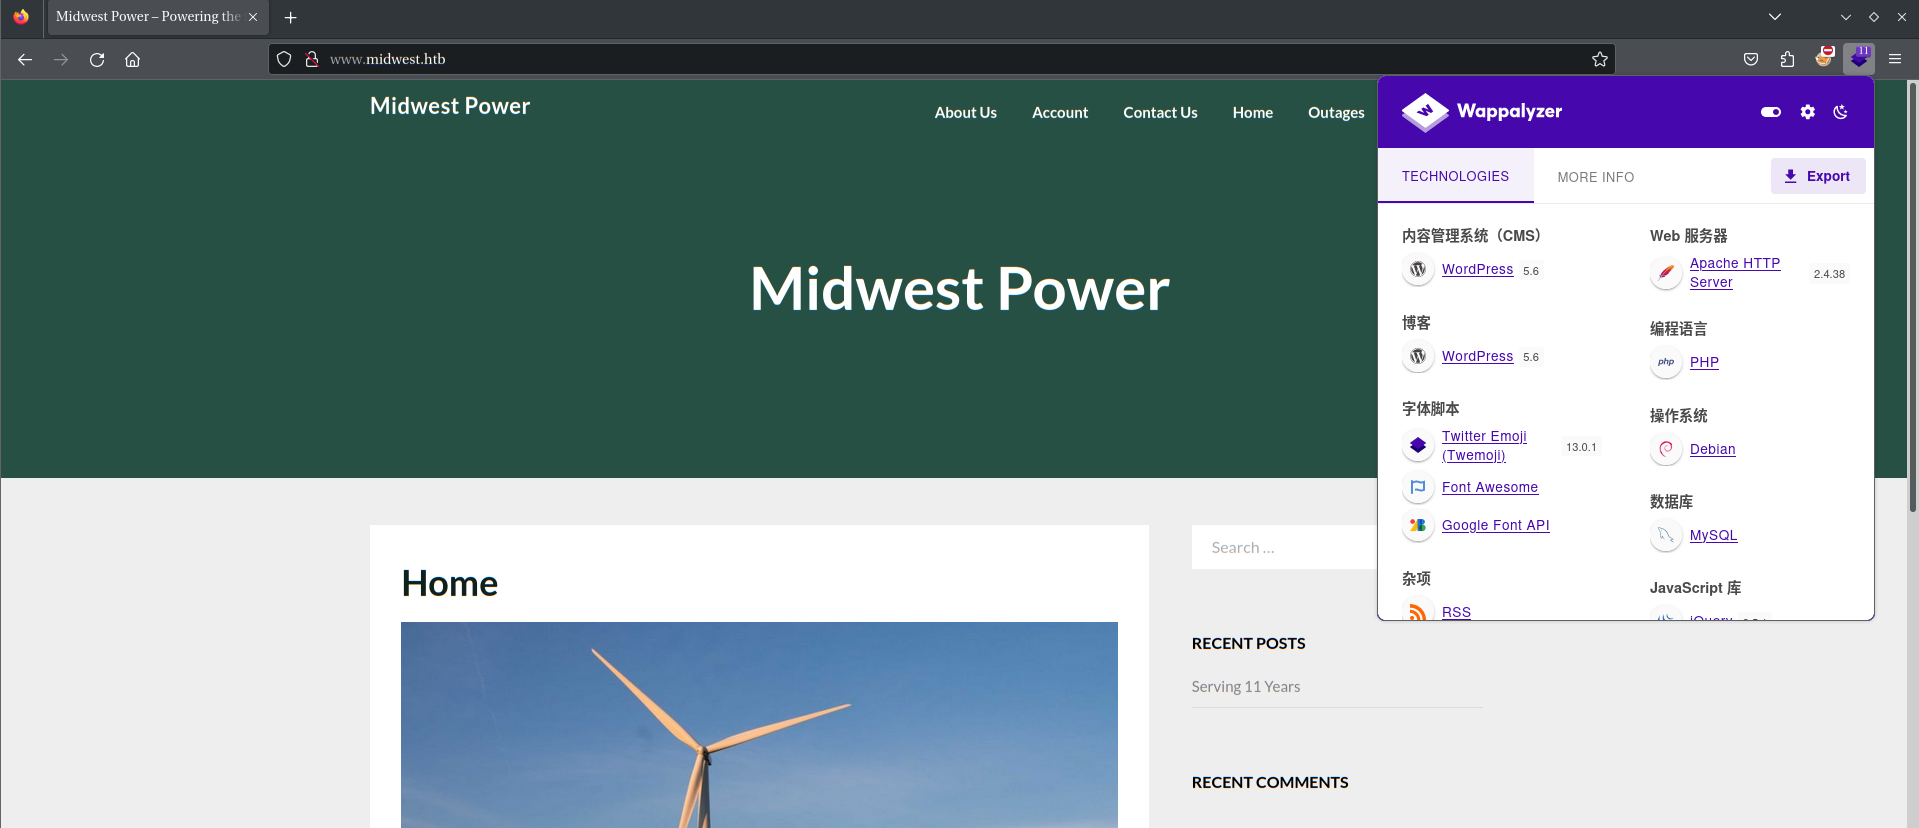 Midwest Power – Powering the
www.midwest.htb
11
Midwest Power
About Us
Account
Contact Us
Home
Outages
Midwest Power
Home
Search …
RECENT POSTS
Serving 11 Years
RECENT COMMENTS
Wappalyzer
TECHNOLOGIES
MORE INFO
Export
内容管理系统（CMS）
WordPress 5.6
博客
WordPress 5.6
字体脚本
Twitter Emoji
(Twemoji) 13.0.1
Font Awesome
Google Font API
杂项
RSS
Web 服务器
Apache HTTP
Server 2.4.38
编程语言
php PHP
操作系统
Debian
数据库
MySQL
JavaScript 库
jQuery